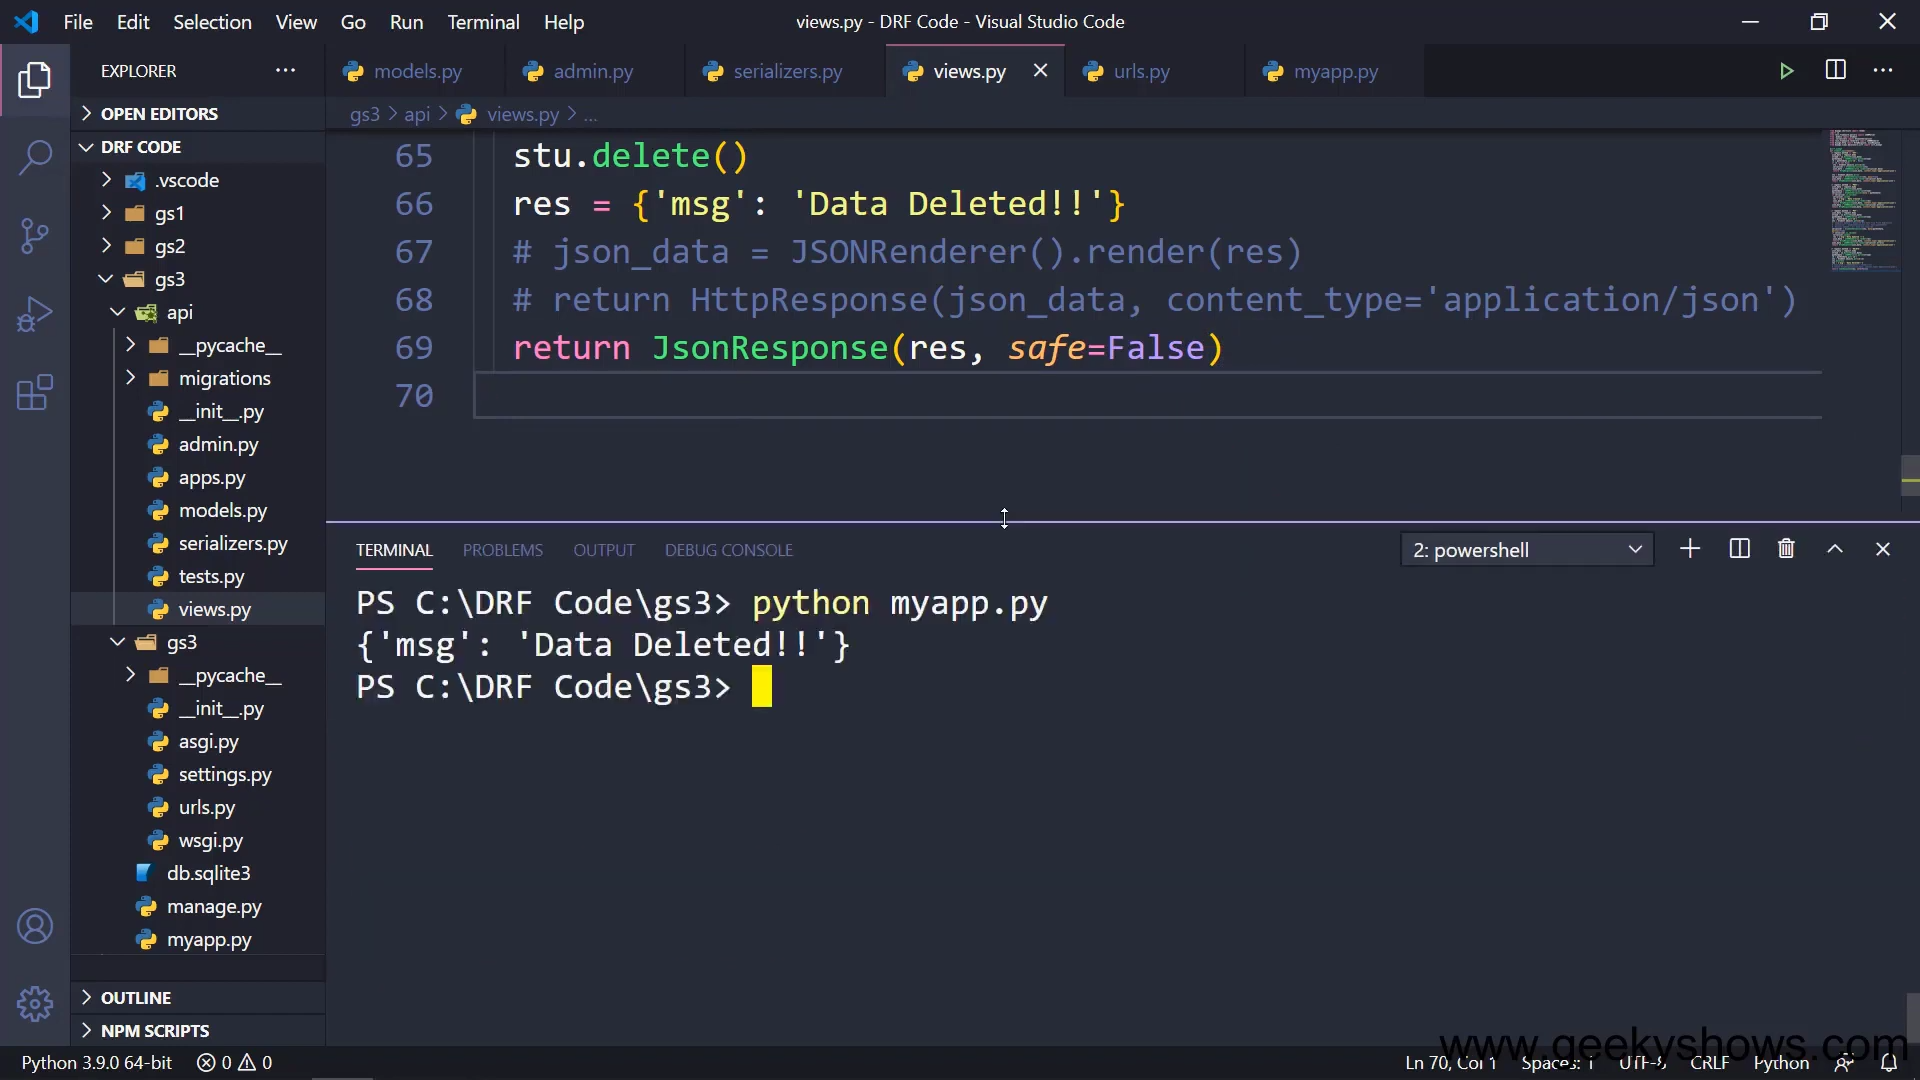 File Edit Selection View Go Run Terminal Help
views.py - DRF Code - Visual Studio Code
EXPLORER
models.py
admin.py
serializers.py
views.py
urls.py
myapp.py
OPEN EDITORS
gs3 > api > views.py > ...
DRF CODE
.vscode
gs1
gs2
gs3
api
__pycache__
migrations
__init__.py
admin.py
apps.py
models.py
serializers.py
tests.py
views.py
gs3
__pycache__
__init__.py
asgi.py
settings.py
urls.py
wsgi.py
db.sqlite3
manage.py
myapp.py
OUTLINE
NPM SCRIPTS
65 stu.delete()
66 res = {'msg': 'Data Deleted!!'}
67 # json_data = JSONRenderer().render(res)
68 # return HttpResponse(json_data, content_type='application/json')
69 return JsonResponse(res, safe=False)
70
TERMINAL PROBLEMS OUTPUT DEBUG CONSOLE
2: powershell
PS C:\DRF Code\gs3> python myapp.py
{'msg': 'Data Deleted!!'}
PS C:\DRF Code\gs3>
www.geekyshows.com
Python 3.9.0 64-bit 0 0
Ln 70, Col 1 Spaces: 1 UTF-8 CRLF Python